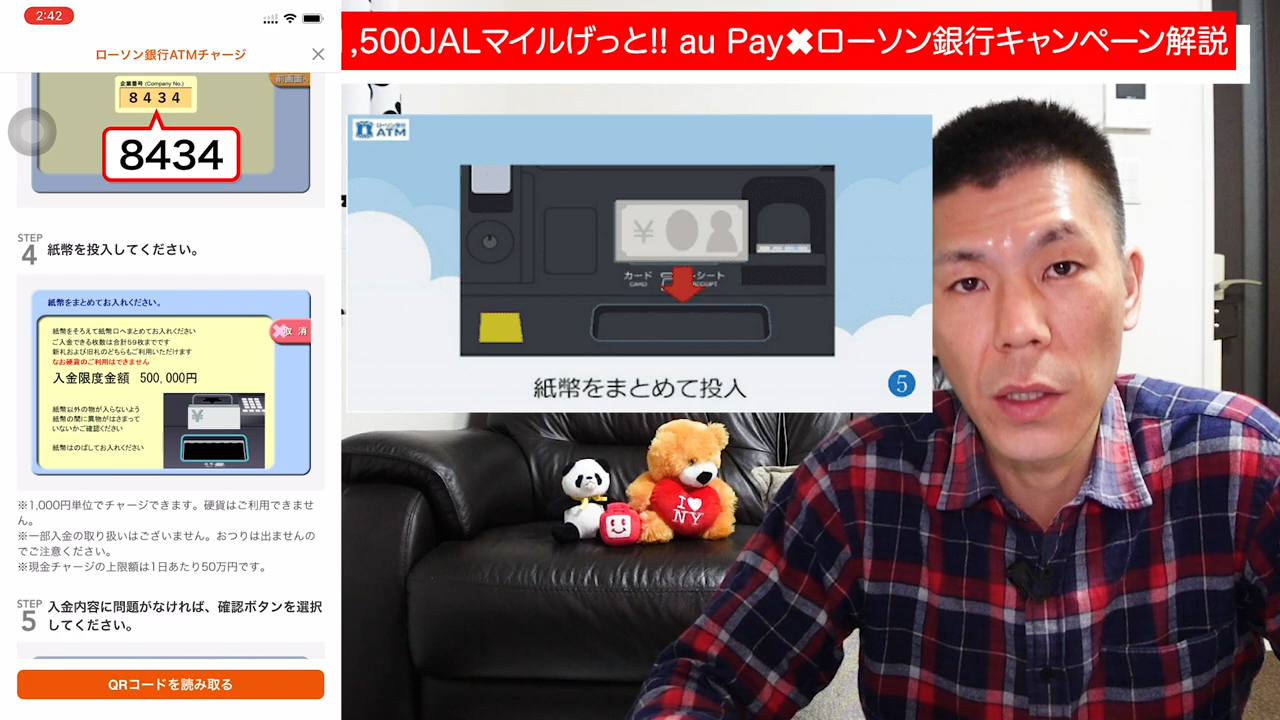 2:42
ローソン銀行ATMチャージ
企業番号 (Company No.)
8434
前画面へ
8434
STEP
4
紙幣を投入してください。
紙幣をまとめてお入れください。
紙幣をそろえて紙幣口へまとめてお入れください
ご入金できる枚数は合計59枚までです
新札および旧札のどちらもご利用いただけます
なお硬貨のご利用はできません
取 消
入金限度金額 500,000円
紙幣以外の物が入らないよう
紙幣の間に異物がはさまって
いないかご確認ください
紙幣はのばしてお入れください
¥
※1,000円単位でチャージできます。硬貨はご利用できませ
ん。
※一部入金の取り扱いはございません。おつりは出ませんの
でご注意ください。
※現金チャージの上限額は1日あたり50万円です。
STEP
5
入金内容に問題がなければ、確認ボタンを選択
してください。
QRコードを読み取る
,500JALマイルげっと!! au Pay✖ローソン銀行キャンペーン解説
ローソン銀行
ATM
¥
カード
CARD
シート
紙幣をまとめて投入
5
I ♥
NY